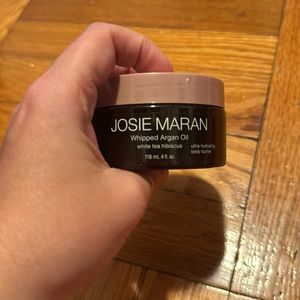 JOSIE MARAN
Whipped Argan Oil
white tea hibiscus
ultra-hydrating
body butter
118 mL 4 fl. oz.